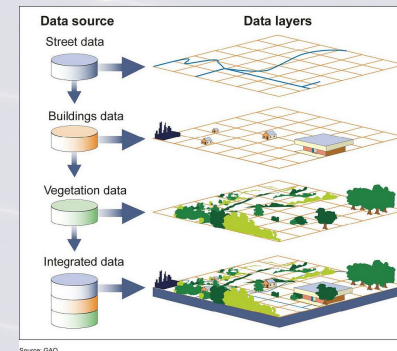 Data source Data layers
Street data
Buildings data
Vegetation data
Integrated data
Source: GAO.